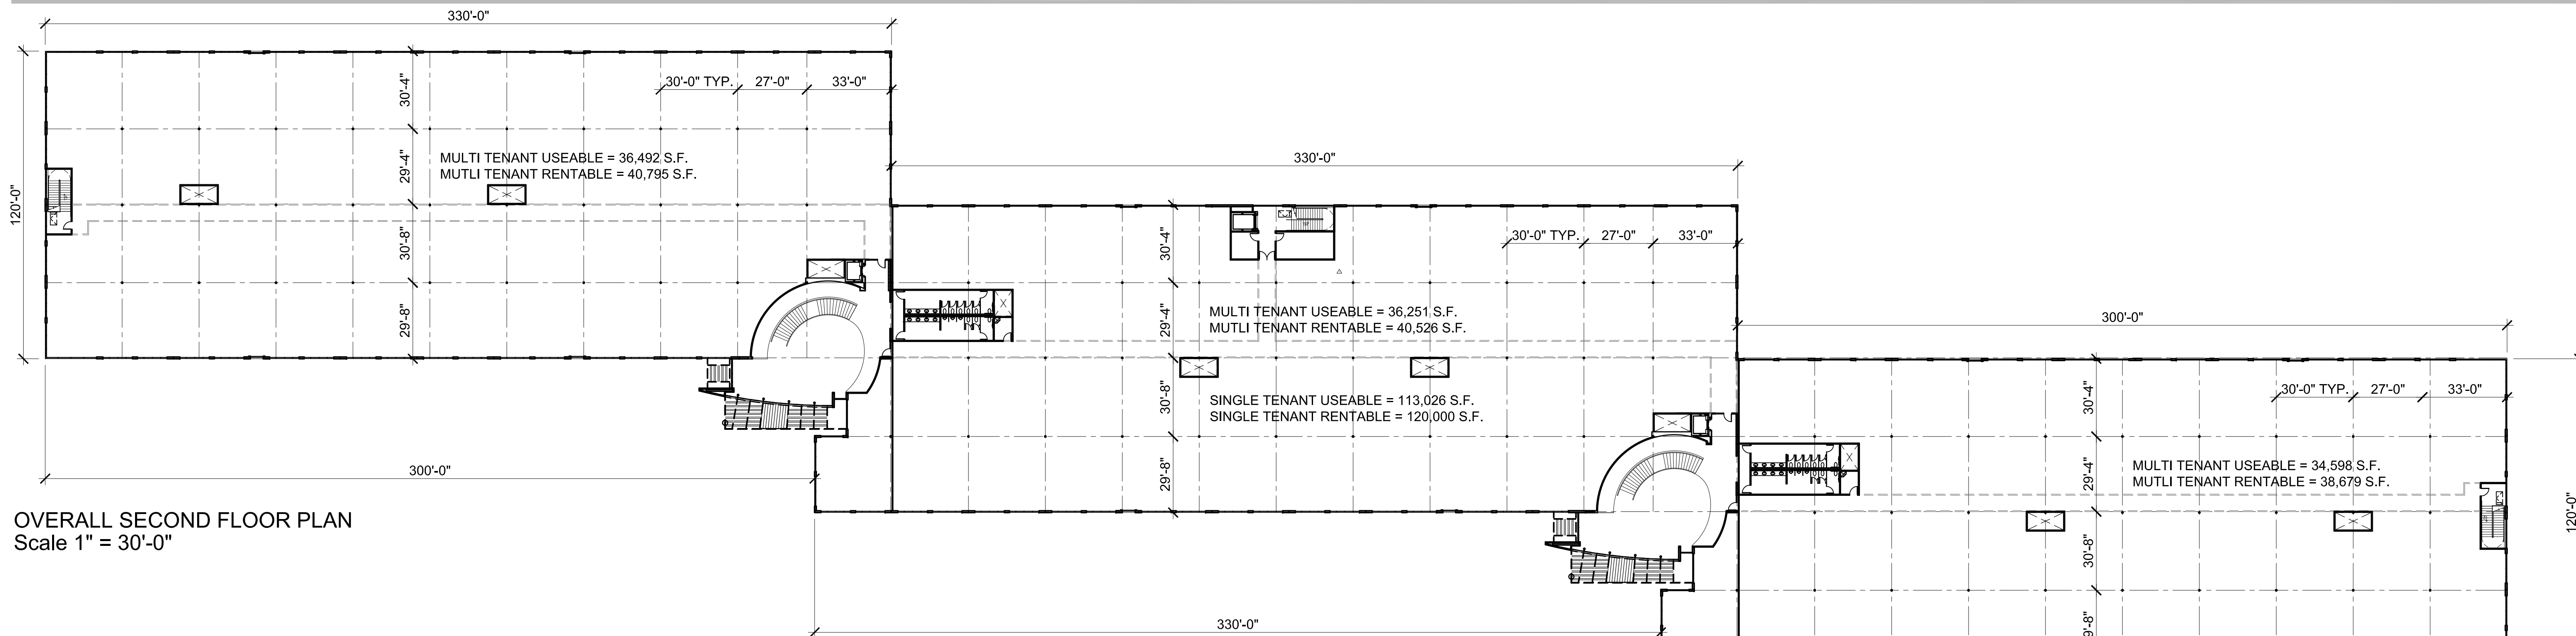 330'-0"
30'-4"
30'-0" TYP.
27'-0"
33'-0"
120'-0"
29'-4"
MULTI TENANT USEABLE = 36,492 S.F.
MUTLI TENANT RENTABLE = 40,795 S.F.
30'-8"
29'-8"
300'-0"
330'-0"
30'-4"
30'-0" TYP.
27'-0"
33'-0"
29'-4"
MULTI TENANT USEABLE = 36,251 S.F.
MUTLI TENANT RENTABLE = 40,526 S.F.
30'-8"
SINGLE TENANT USEABLE = 113,026 S.F.
SINGLE TENANT RENTABLE = 120,000 S.F.
29'-8"
330'-0"
300'-0"
30'-4"
30'-0" TYP.
27'-0"
33'-0"
29'-4"
MULTI TENANT USEABLE = 34,598 S.F.
MUTLI TENANT RENTABLE = 38,679 S.F.
120'-0"
30'-8"
9'-8"
OVERALL SECOND FLOOR PLAN
Scale 1" = 30'-0"